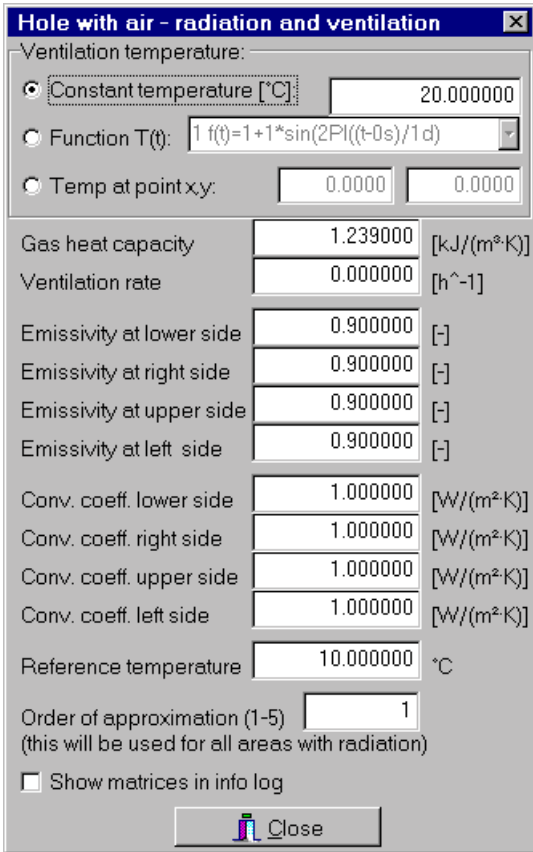 Hole with air - radiation and ventilation
Ventilation temperature:
Constant temperature [°C]: 20.000000
Function T(t): 1 f(t)=1+1*sin(2PI((t-0s)/1d)
Temp at point x,y: 0.0000 0.0000
Gas heat capacity 1.239000 [kJ/(m³·K)]
Ventilation rate 0.000000 [h^-1]
Emissivity at lower side 0.900000 [-]
Emissivity at right side 0.900000 [-]
Emissivity at upper side 0.900000 [-]
Emissivity at left side 0.900000 [-]
Conv. coeff. lower side 1.000000 [W/(m²·K)]
Conv. coeff. right side 1.000000 [W/(m²·K)]
Conv. coeff. upper side 1.000000 [W/(m²·K)]
Conv. coeff. left side 1.000000 [W/(m²·K)]
Reference temperature 10.000000 °C
Order of approximation (1-5) 1
(this will be used for all areas with radiation)
Show matrices in info log
Close